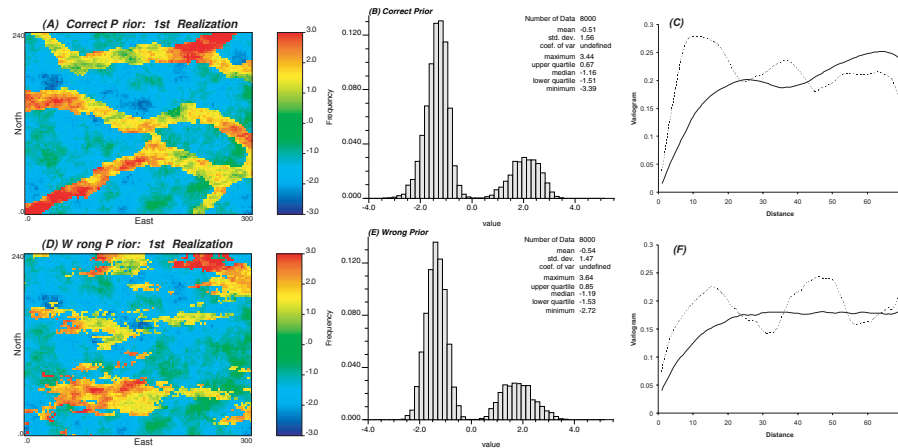 (A) Correct P rior: 1st Realization
240
North
.0
.0
East
300
3.0
2.0
1.0
0.0
-1.0
-2.0
-3.0
(B) Correct Prior
Frequency
0.120
0.080
0.040
0.000
-4.0
-2.0
0.0
2.0
4.0
value
Number of Data 8000
mean -0.51
std. dev. 1.56
coef. of var undefined
maximum 3.44
upper quartile 0.67
median -1.16
lower quartile -1.51
minimum -3.39
(C)
Variogram
0.3
0.25
0.2
0.15
0.1
0.05
0
0 10 20 30 40 50 60 70
Distance
(D) W rong P rior: 1st Realization
240
North
.0
.0
East
300
3.0
2.0
1.0
0.0
-1.0
-2.0
-3.0
(E) Wrong Prior
Frequency
0.120
0.080
0.040
0.000
-4.0
-2.0
0.0
2.0
4.0
value
Number of Data 8000
mean -0.54
std. dev. 1.47
coef. of var undefined
maximum 3.64
upper quartile 0.85
median -1.19
lower quartile -1.53
minimum -2.72
(F)
Variogram
0.3
0.25
0.2
0.15
0.1
0.05
0
0 10 20 30 40 50 60 70
Distance